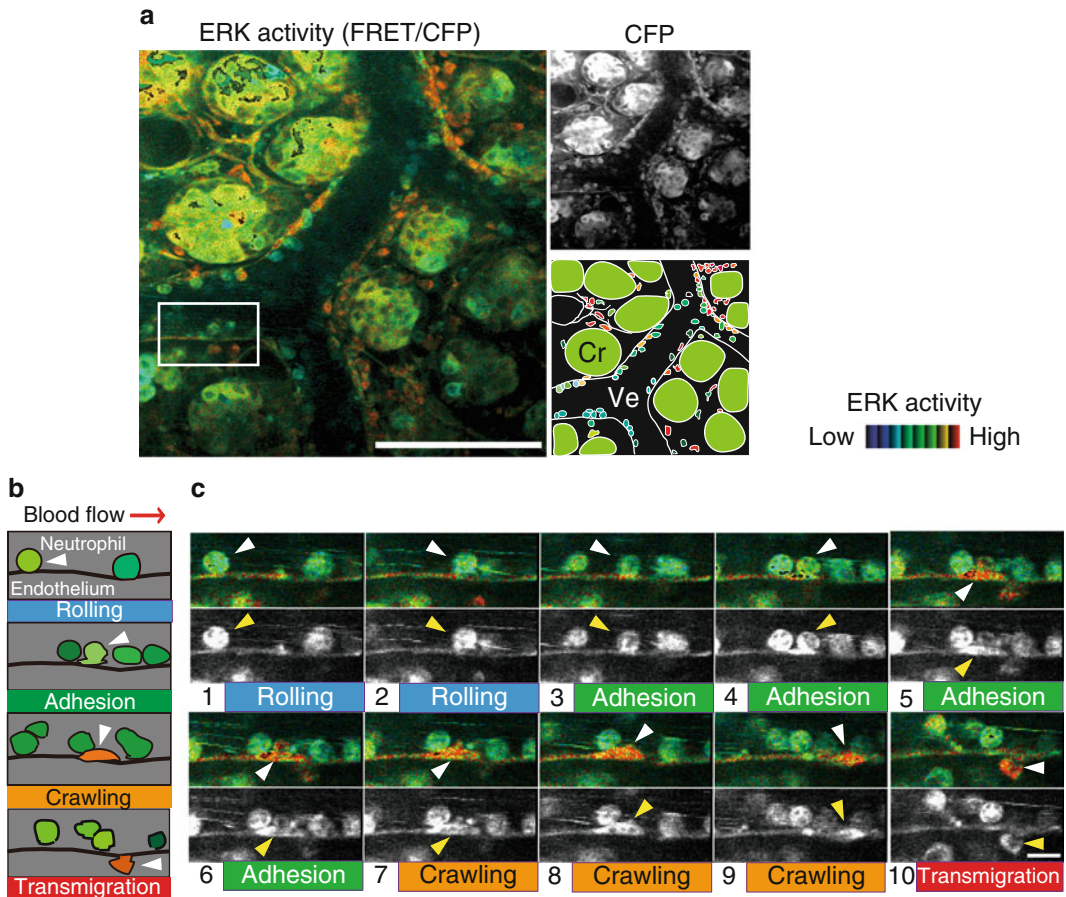 a
ERK activity (FRET/CFP)
CFP
Cr
Ve
ERK activity
Low High
b
Blood flow
Neutrophil
Endothelium
Rolling
Adhesion
Crawling
Transmigration
c
1 Rolling 2 Rolling 3 Adhesion 4 Adhesion 5 Adhesion
6 Adhesion 7 Crawling 8 Crawling 9 Crawling 10 Transmigration